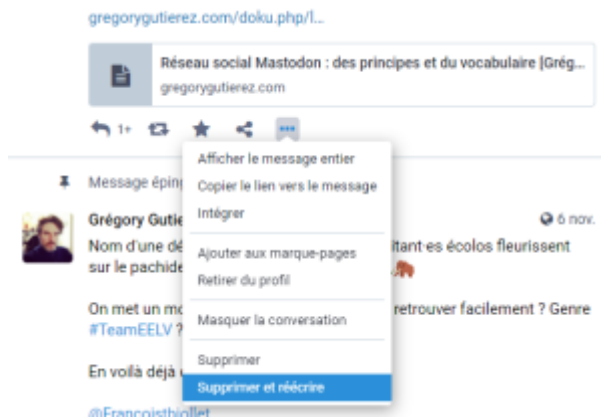 gregorygutierez.com/doku.php/l...
Réseau social Mastodon : des principes et du vocabulaire [Grég...
gregorygutierez.com
1+
Afficher le message entier
Message éping
Copier le lien vers le message
Intégrer
Grégory Gutie
6 nov.
Nom d'une dé
itant·es écolos fleurissent
Ajouter aux marque-pages
sur le pachide
Retirer du profil
On met un mo
retrouver facilement ? Genre
Masquer la conversation
#TeamEELV ?
Supprimer
En voilà déjà
Supprimer et réécrire
@Francoisthiollet